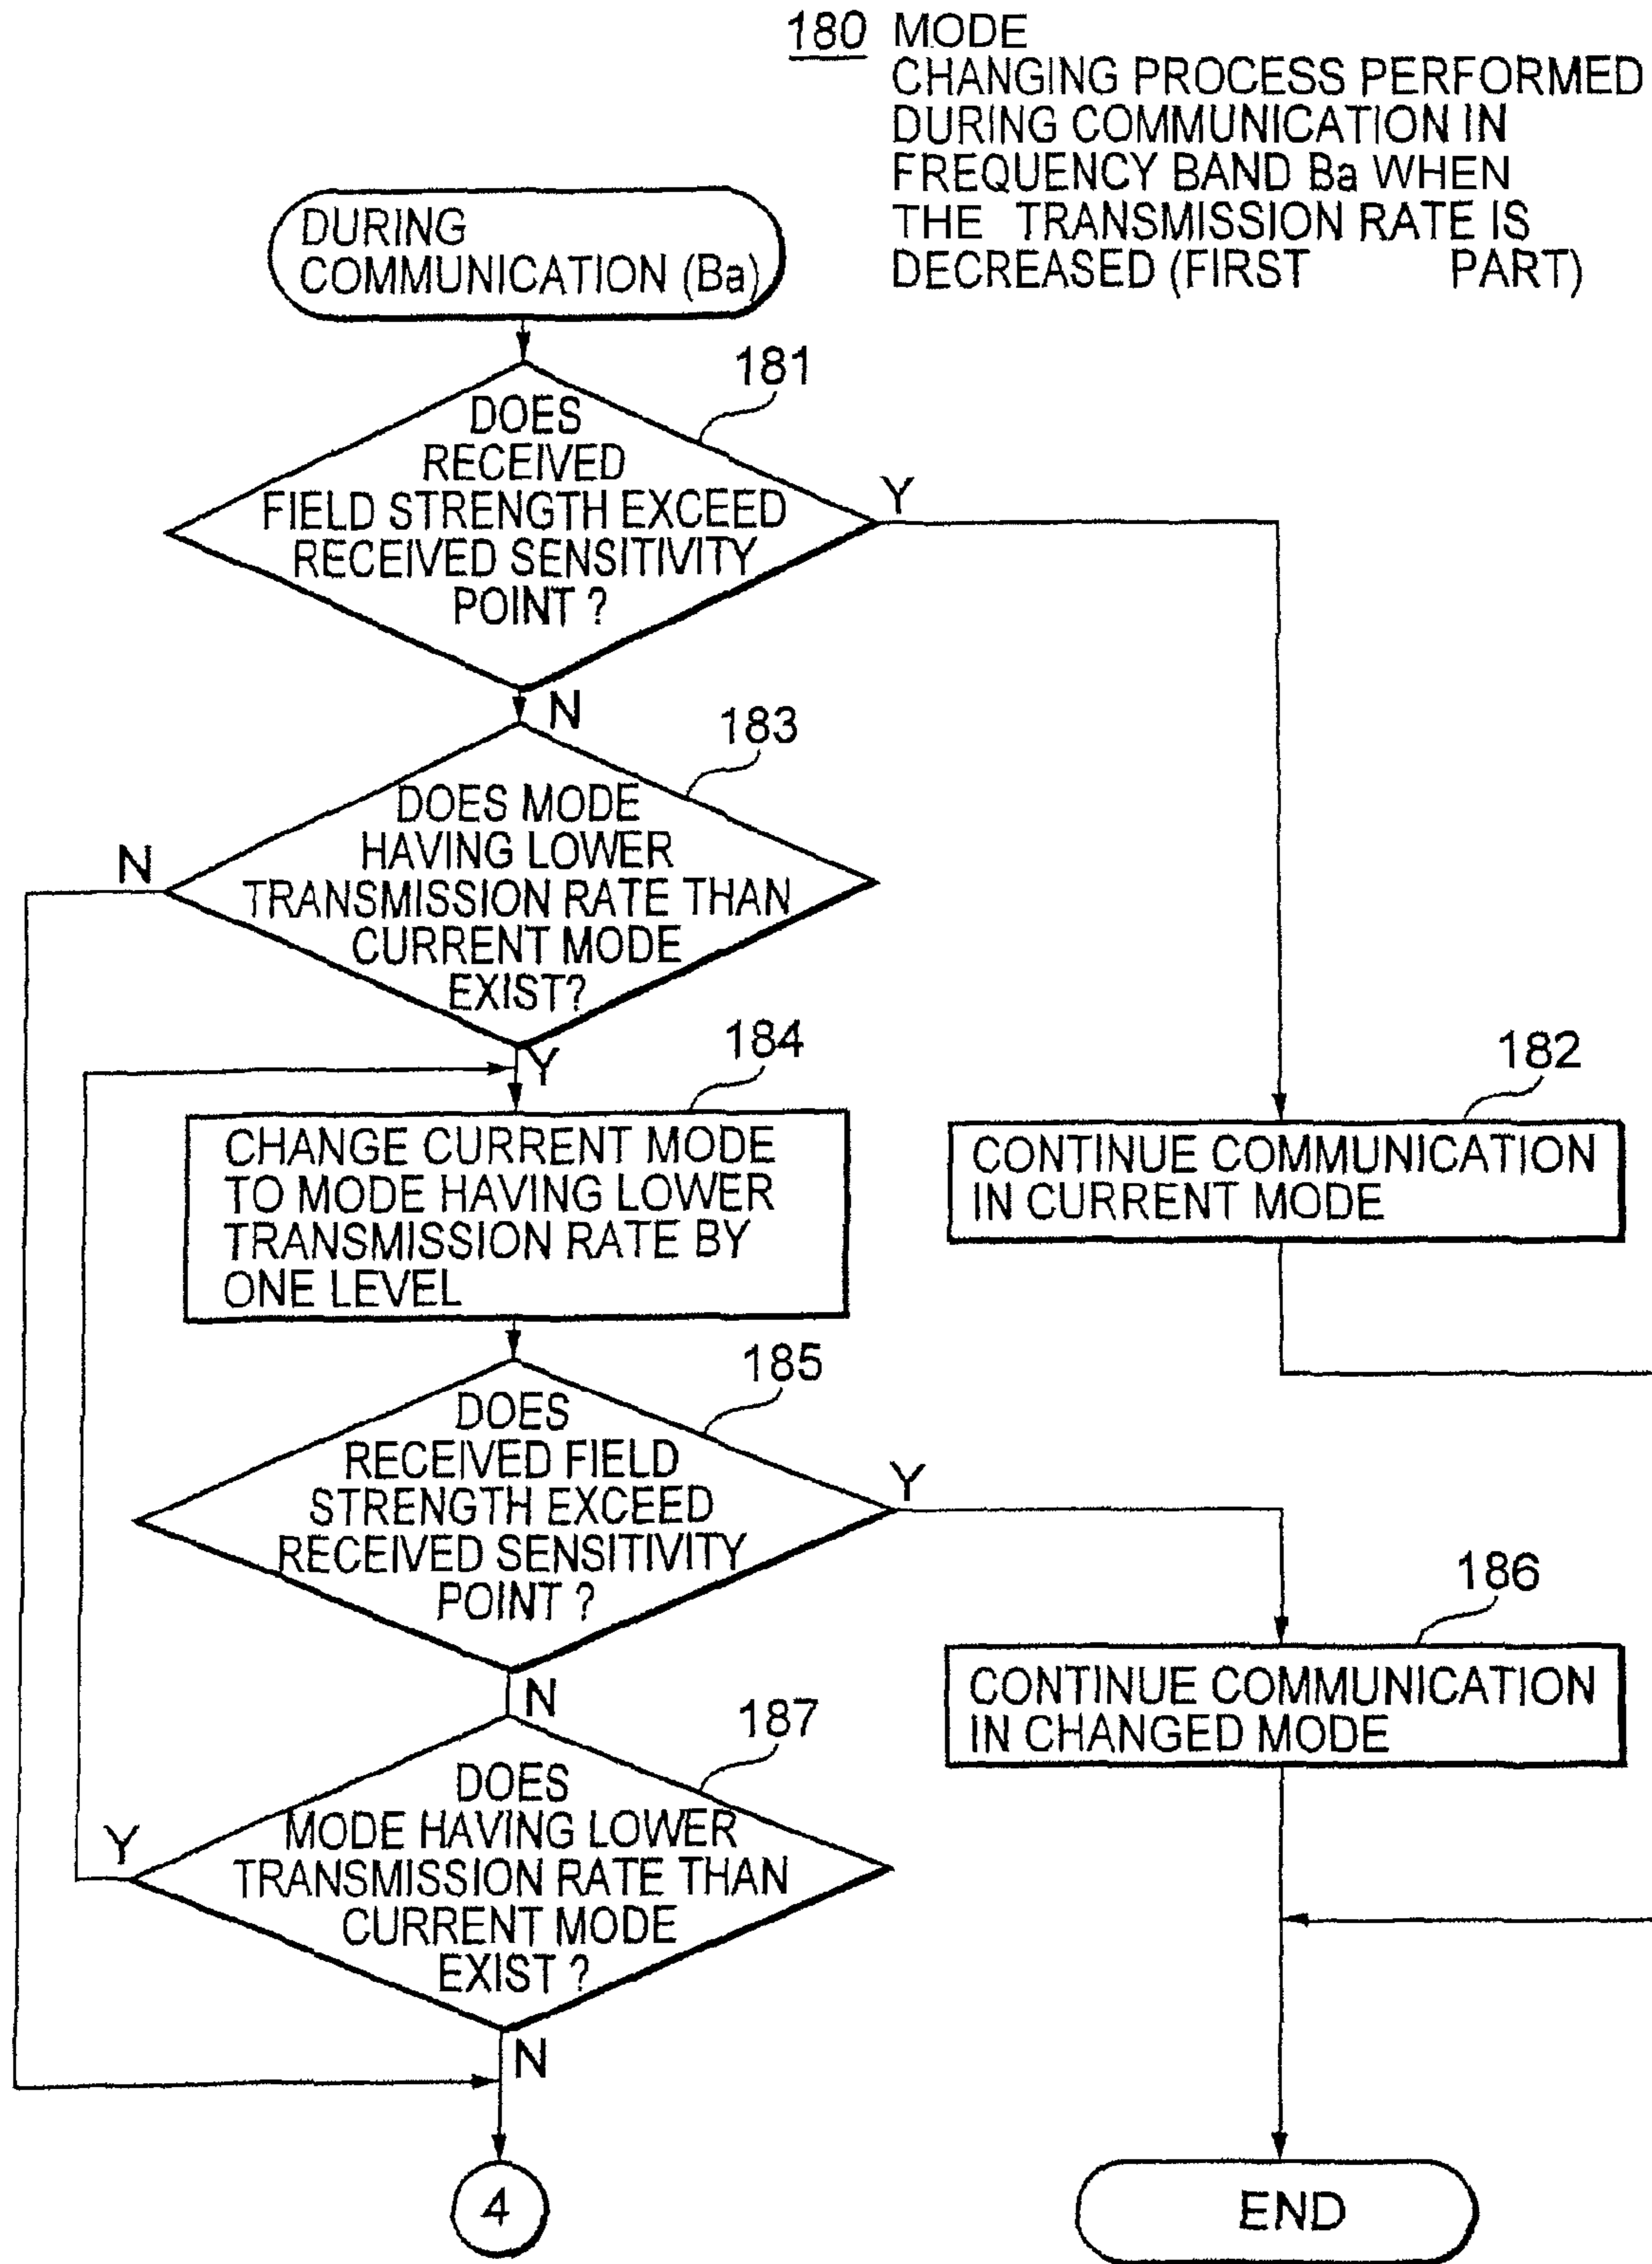 180 MODE
CHANGING PROCESS PERFORMED
DURING COMMUNICATION IN
FREQUENCY BAND Ba WHEN
THE TRANSMISSION RATE IS
DECREASED (FIRST PART)
DURING
COMMUNICATION (Ba)
181
DOES
RECEIVED
FIELD STRENGTH EXCEED
RECEIVED SENSITIVITY
POINT ?
Y
N
183
DOES MODE
HAVING LOWER
TRANSMISSION RATE THAN
CURRENT MODE
EXIST?
N
Y
184
CHANGE CURRENT MODE
TO MODE HAVING LOWER
TRANSMISSION RATE BY
ONE LEVEL
182
CONTINUE COMMUNICATION
IN CURRENT MODE
185
DOES
RECEIVED FIELD
STRENGTH EXCEED
RECEIVED SENSITIVITY
POINT ?
Y
N
186
CONTINUE COMMUNICATION
IN CHANGED MODE
187
DOES
MODE HAVING LOWER
TRANSMISSION RATE THAN
CURRENT MODE
EXIST ?
Y
N
4
END